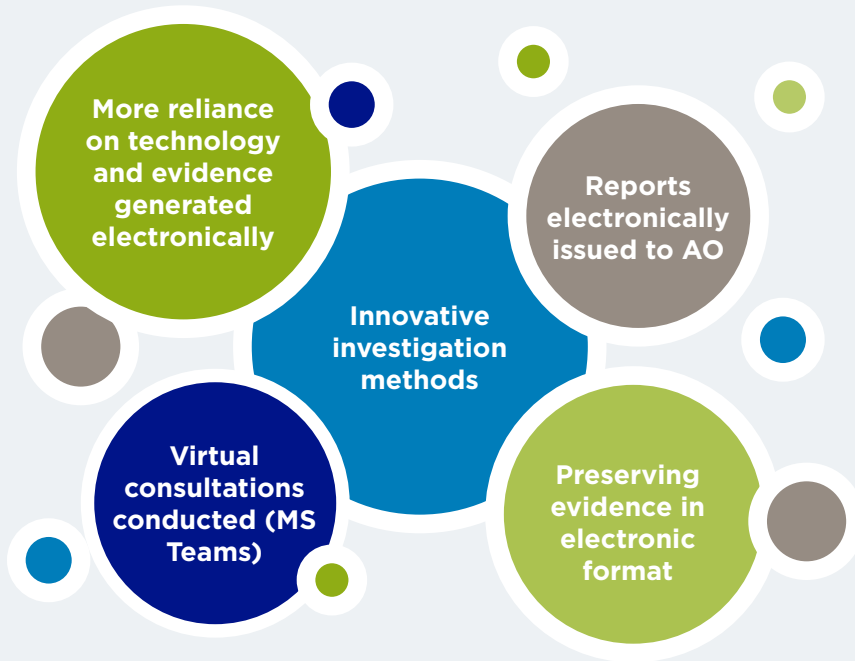 More reliance
on technology
and evidence
generated
electronically
Reports
electronically
issued to AO
Innovative
investigation
methods
Virtual
consultations
conducted (MS
Teams)
Preserving
evidence in
electronic
format